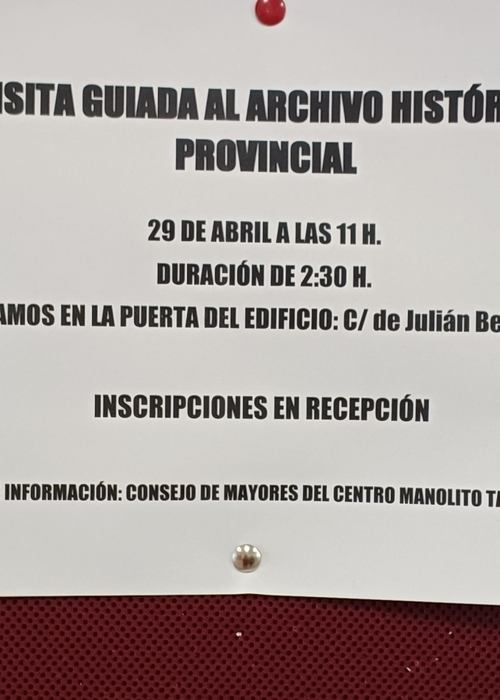 ISITA GUIADA AL ARCHIVO HISTÓR
PROVINCIAL
29 DE ABRIL A LAS 11 H.
DURACIÓN DE 2:30 H.
AMOS EN LA PUERTA DEL EDIFICIO: C/ de Julián Be
INSCRIPCIONES EN RECEPCIÓN
INFORMACIÓN: CONSEJO DE MAYORES DEL CENTRO MANOLITO TA